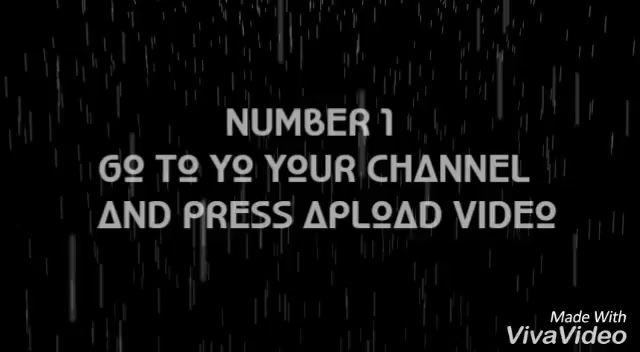 NUMBER 1
GO TO YO YOUR CHANNEL
AND PRESS APLOAD VIDEO
Made With
VivaVideo